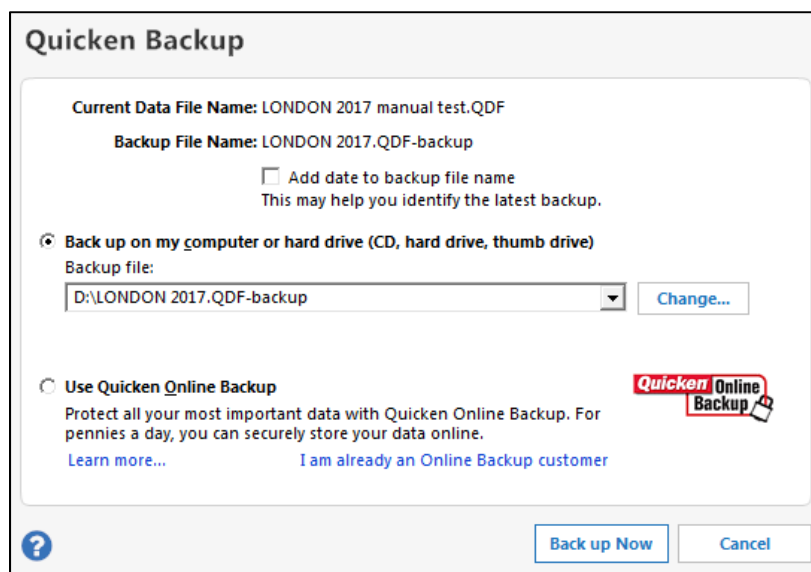 Quicken Backup
Current Data File Name: LONDON 2017 manual test.QDF
Backup File Name: LONDON 2017.QDF-backup
Add date to backup file name
This may help you identify the latest backup.
Back up on my computer or hard drive (CD, hard drive, thumb drive)
Backup file:
D:\LONDON 2017.QDF-backup
Change...
Use Quicken Online Backup
Protect all your most important data with Quicken Online Backup. For
pennies a day, you can securely store your data online.
Learn more...
I am already an Online Backup customer
Quicken Online
Backup
?
Back up Now
Cancel